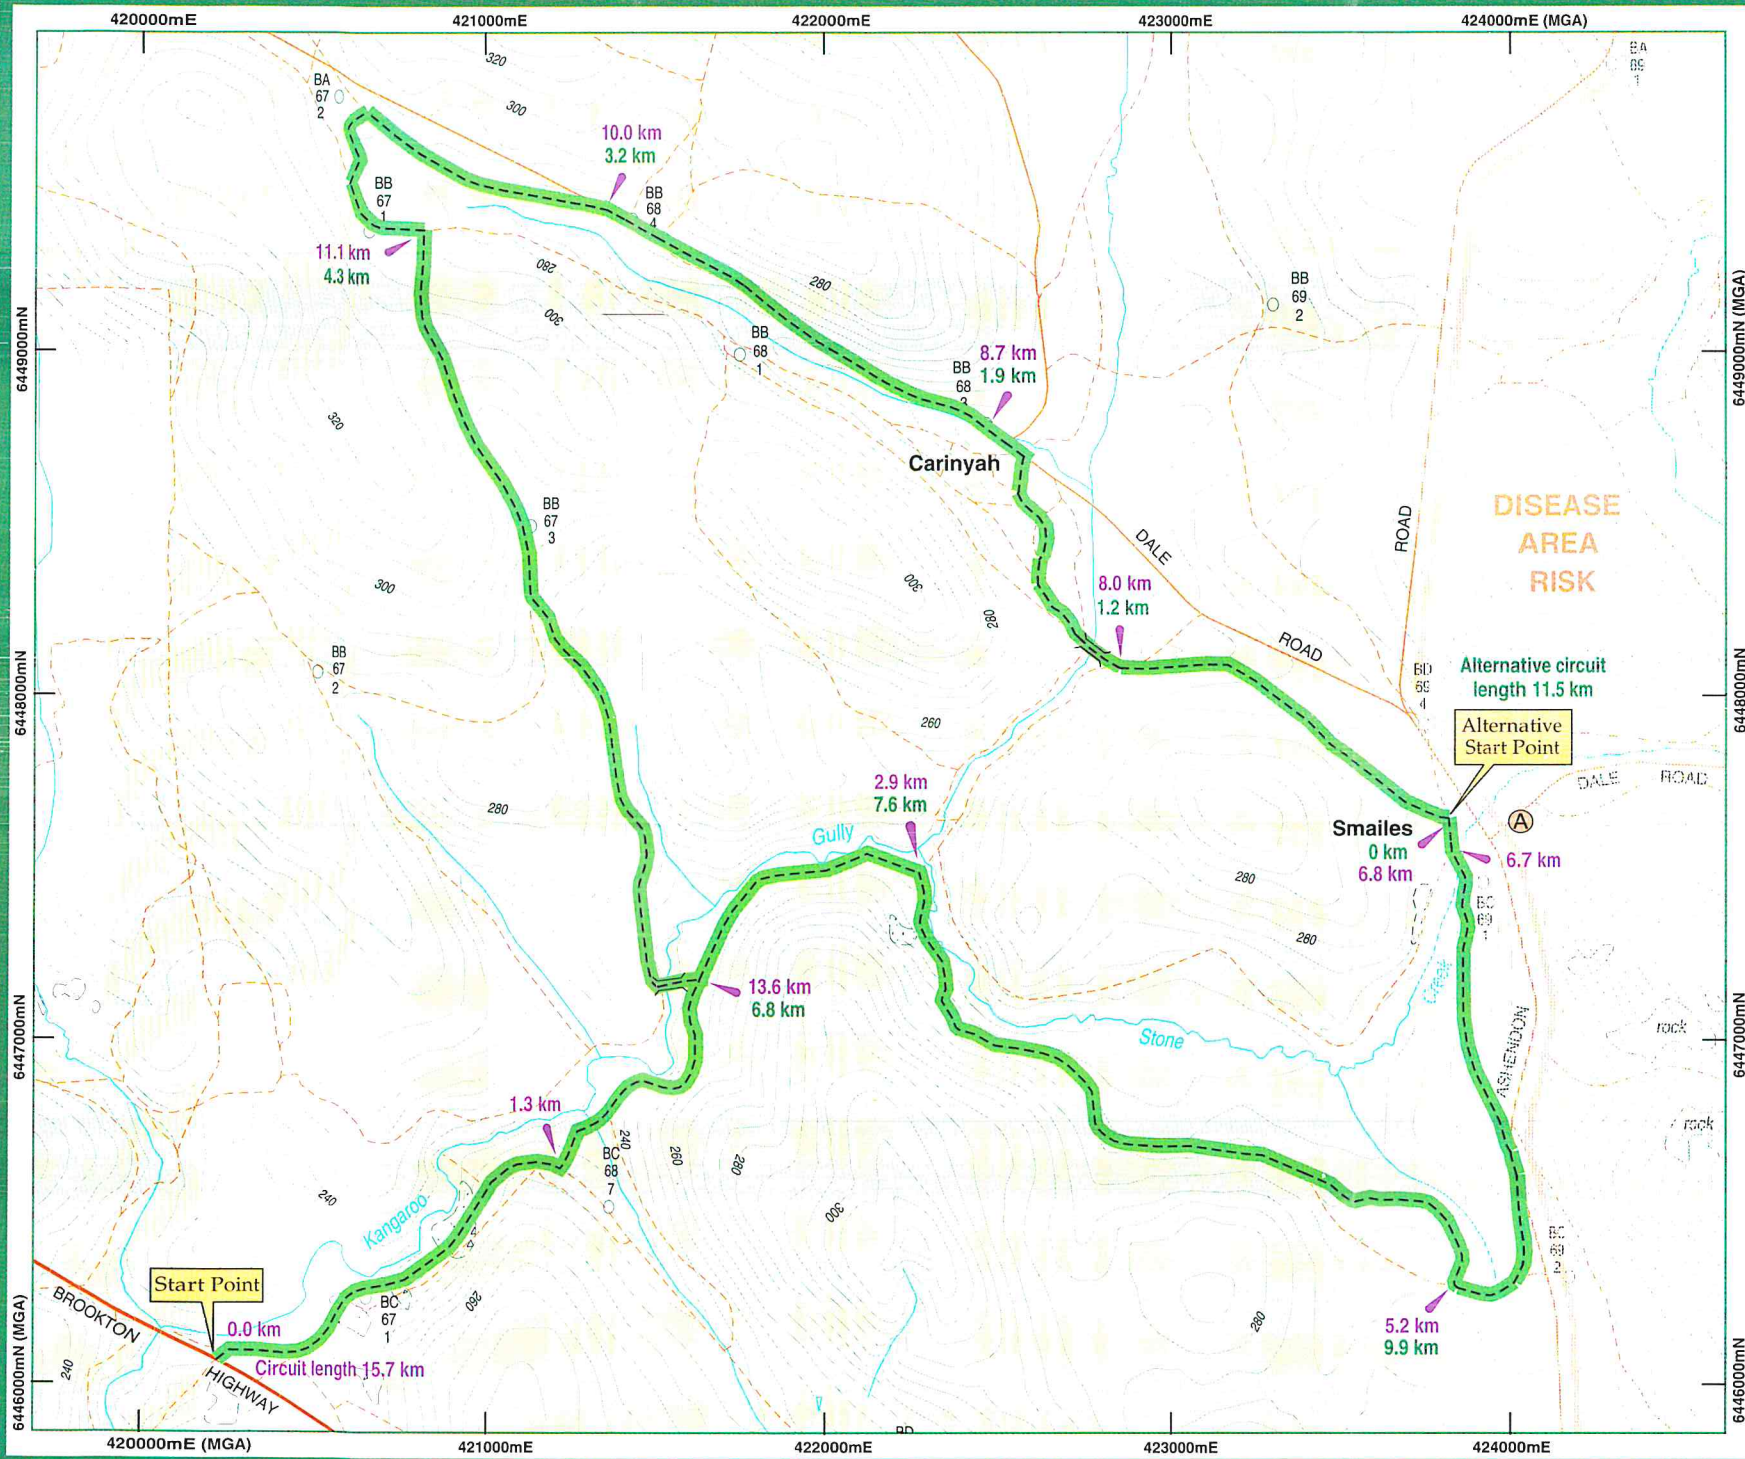 420000mE
421000mE
422000mE
423000mE
424000mE (MGA)
320
300
BA
67
2
10.0 km
3.2 km
BB
67
1
BB
68
4
11.1 km
4.3 km
280
300
280
BB
69
2
6449000mN
6449000mN (MGA)
BB
68
1
8.7 km
1.9 km
BB
68
3
320
Carinyah
DISEASE
AREA
RISK
BB
67
3
DALE
ROAD
300
300
280
8.0 km
1.2 km
ROAD
BB
67
2
BD
69
4
Alternative circuit
length 11.5 km
6448000mN
6448000mN
260
Alternative
Start Point
DALE ROAD
2.9 km
7.6 km
280
Gully
Smailes
0 km
6.8 km
A
6.7 km
280
BC
69
1
280
Creek
13.6 km
6.8 km
6447000mN
6447000mN
Stone
ASHENDON
rock
rock
1.3 km
240
260
280
BC
68
7
240
Kangaroo
300
BC
69
2
Start Point
BROOKTON
HIGHWAY
0.0 km
Circuit length 15.7 km
BC
67
1
260
280
5.2 km
9.9 km
240
6446000mN (MGA)
6446000mN
420000mE (MGA)
421000mE
422000mE
423000mE
424000mE